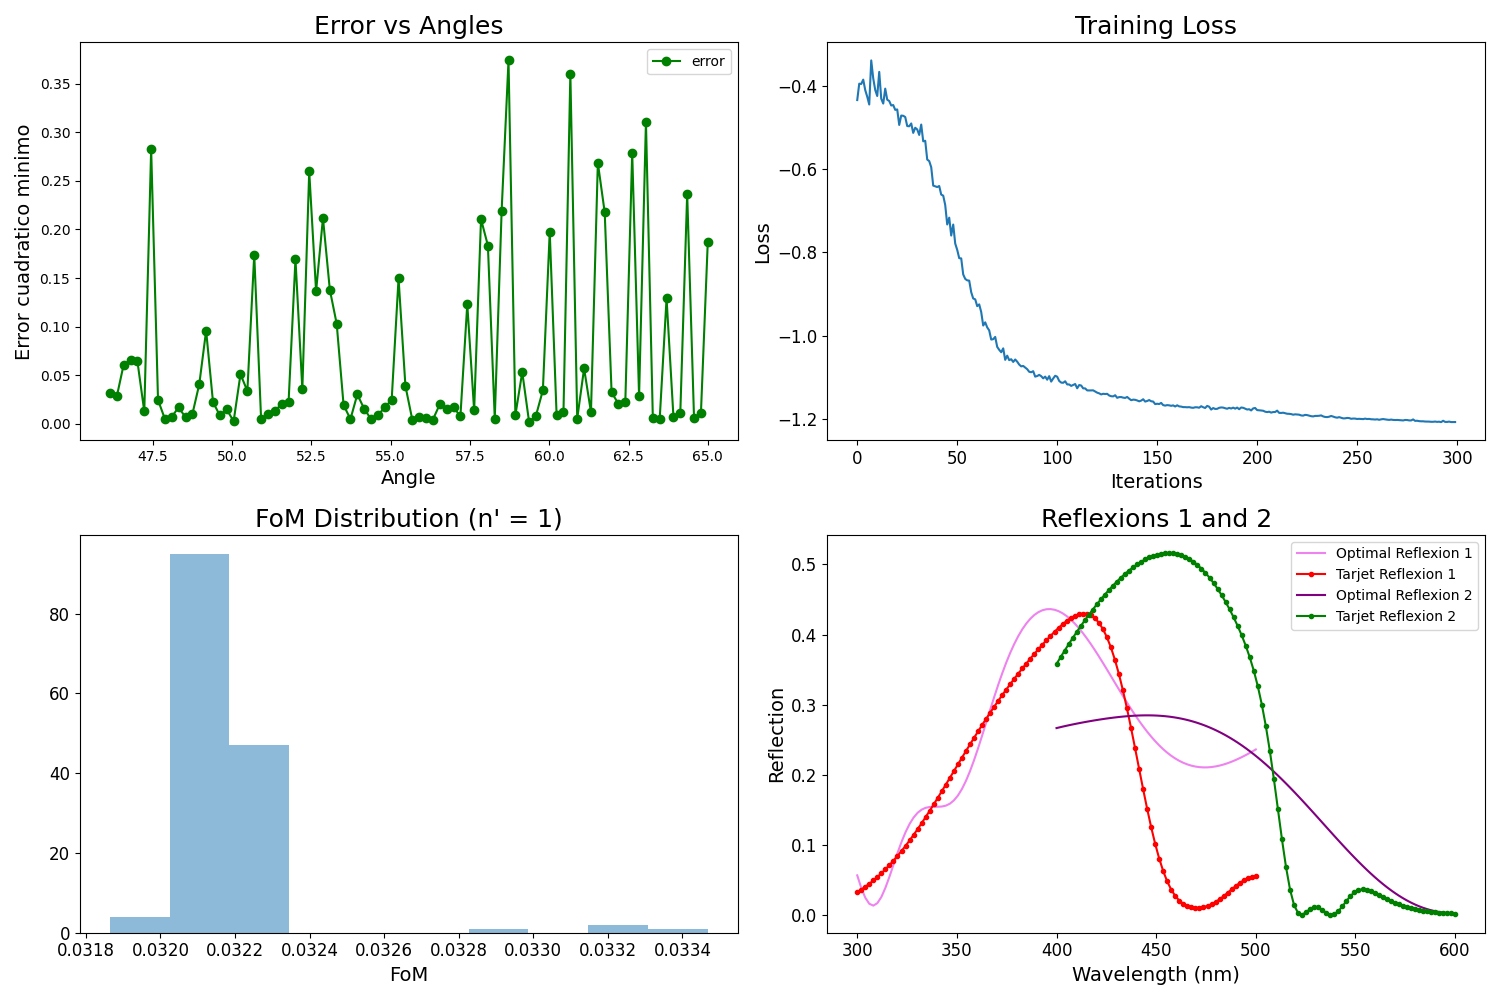 Error vs Angles
Error cuadratico minimo
0.35
0.30
0.25
0.20
0.15
0.10
0.05
0.00
error
47.5 50.0 52.5 55.0 57.5 60.0 62.5 65.0
Angle
Training Loss
Loss
−0.4
−0.6
−0.8
−1.0
−1.2
0 50 100 150 200 250 300
Iterations
FoM Distribution (n' = 1)
80
60
40
20
0
0.0318 0.0320 0.0322 0.0324 0.0326 0.0328 0.0330 0.0332 0.0334
FoM
Reflexions 1 and 2
Reflection
0.5
0.4
0.3
0.2
0.1
0.0
Optimal Reflexion 1
Tarjet Reflexion 1
Optimal Reflexion 2
Tarjet Reflexion 2
300 350 400 450 500 550 600
Wavelength (nm)